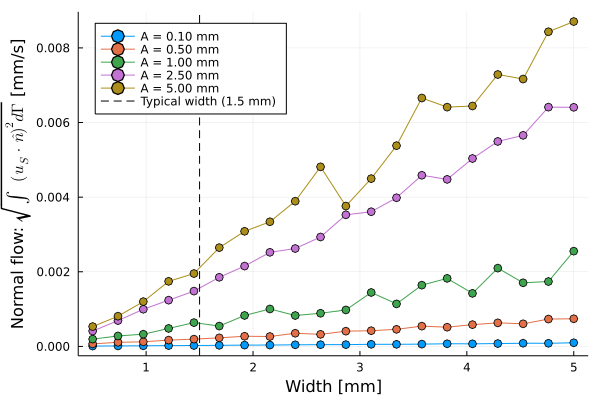 A = 0.10 mm
A = 0.50 mm
A = 1.00 mm
A = 2.50 mm
A = 5.00 mm
Typical width (1.5 mm)
Normal flow: √∫ (u_S · n̂)² dΓ [mm/s]
0.008
0.006
0.004
0.002
0.000
1 2 3 4 5
Width [mm]